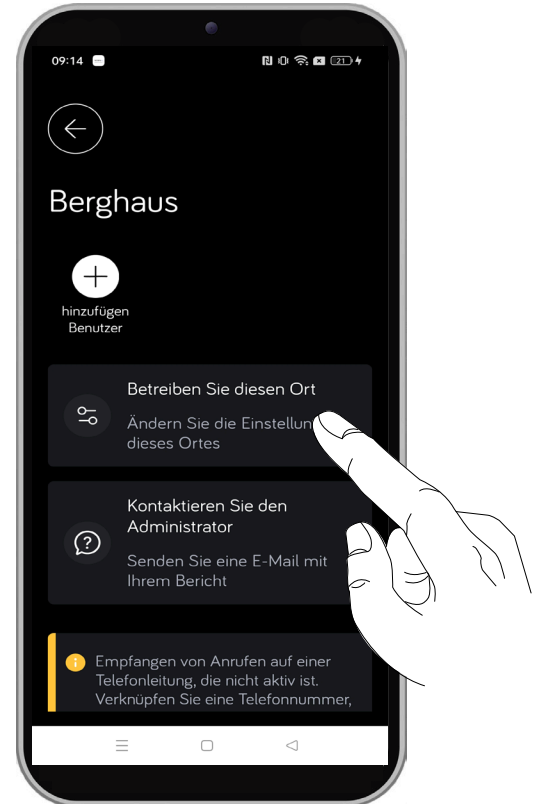 09:14
21
Berghaus
hinzufügen
Benutzer
Betreiben Sie diesen Ort
Ändern Sie die
dieses Ortes
Kontaktieren Sie den
Administrator
Senden Sie eine E-Mail mit
Ihrem Bericht
Empfangen von Anrufen auf einer
Telefonleitung, die nicht aktiv ist.
Verknüpfen Sie eine Telefonnummer,